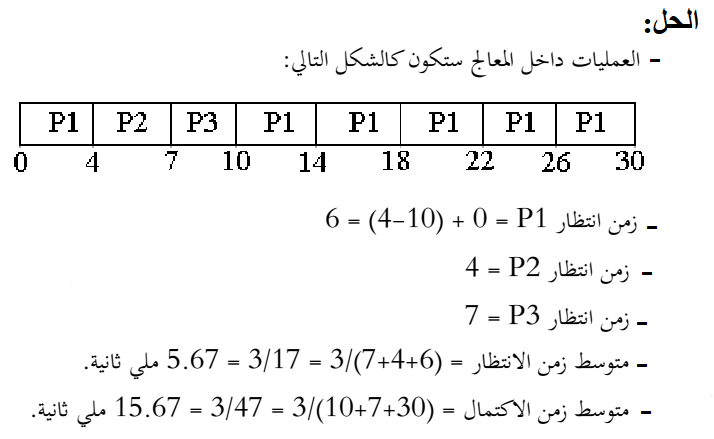 الحل:
- العمليات داخل المعالج ستكون كالشكل التالي:
P1 P2 P3 P1 P1 P1 P1 P1
0 4 7 10 14 18 22 26 30
- زمن انتظار P1 = 0 + (10-4) = 6
- زمن انتظار P2 = 4
- زمن انتظار P3 = 7
- متوسط زمن الانتظار = (6+4+7)/3 = 17/3 = 5.67 ملي ثانية.
- متوسط زمن الاكتمال = (30+7+10)/3 = 47/3 = 15.67 ملي ثانية.